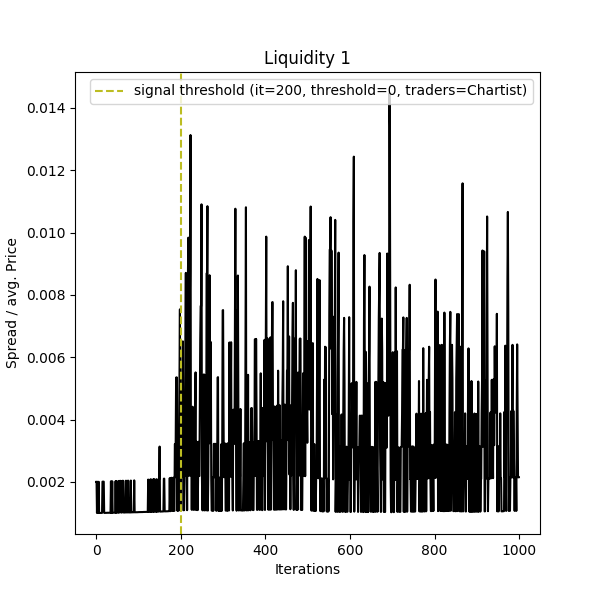 Liquidity 1
signal threshold (it=200, threshold=0, traders=Chartist)
0.014
0.012
0.010
0.008
0.006
0.004
0.002
Spread / avg. Price
0 200 400 600 800 1000
Iterations